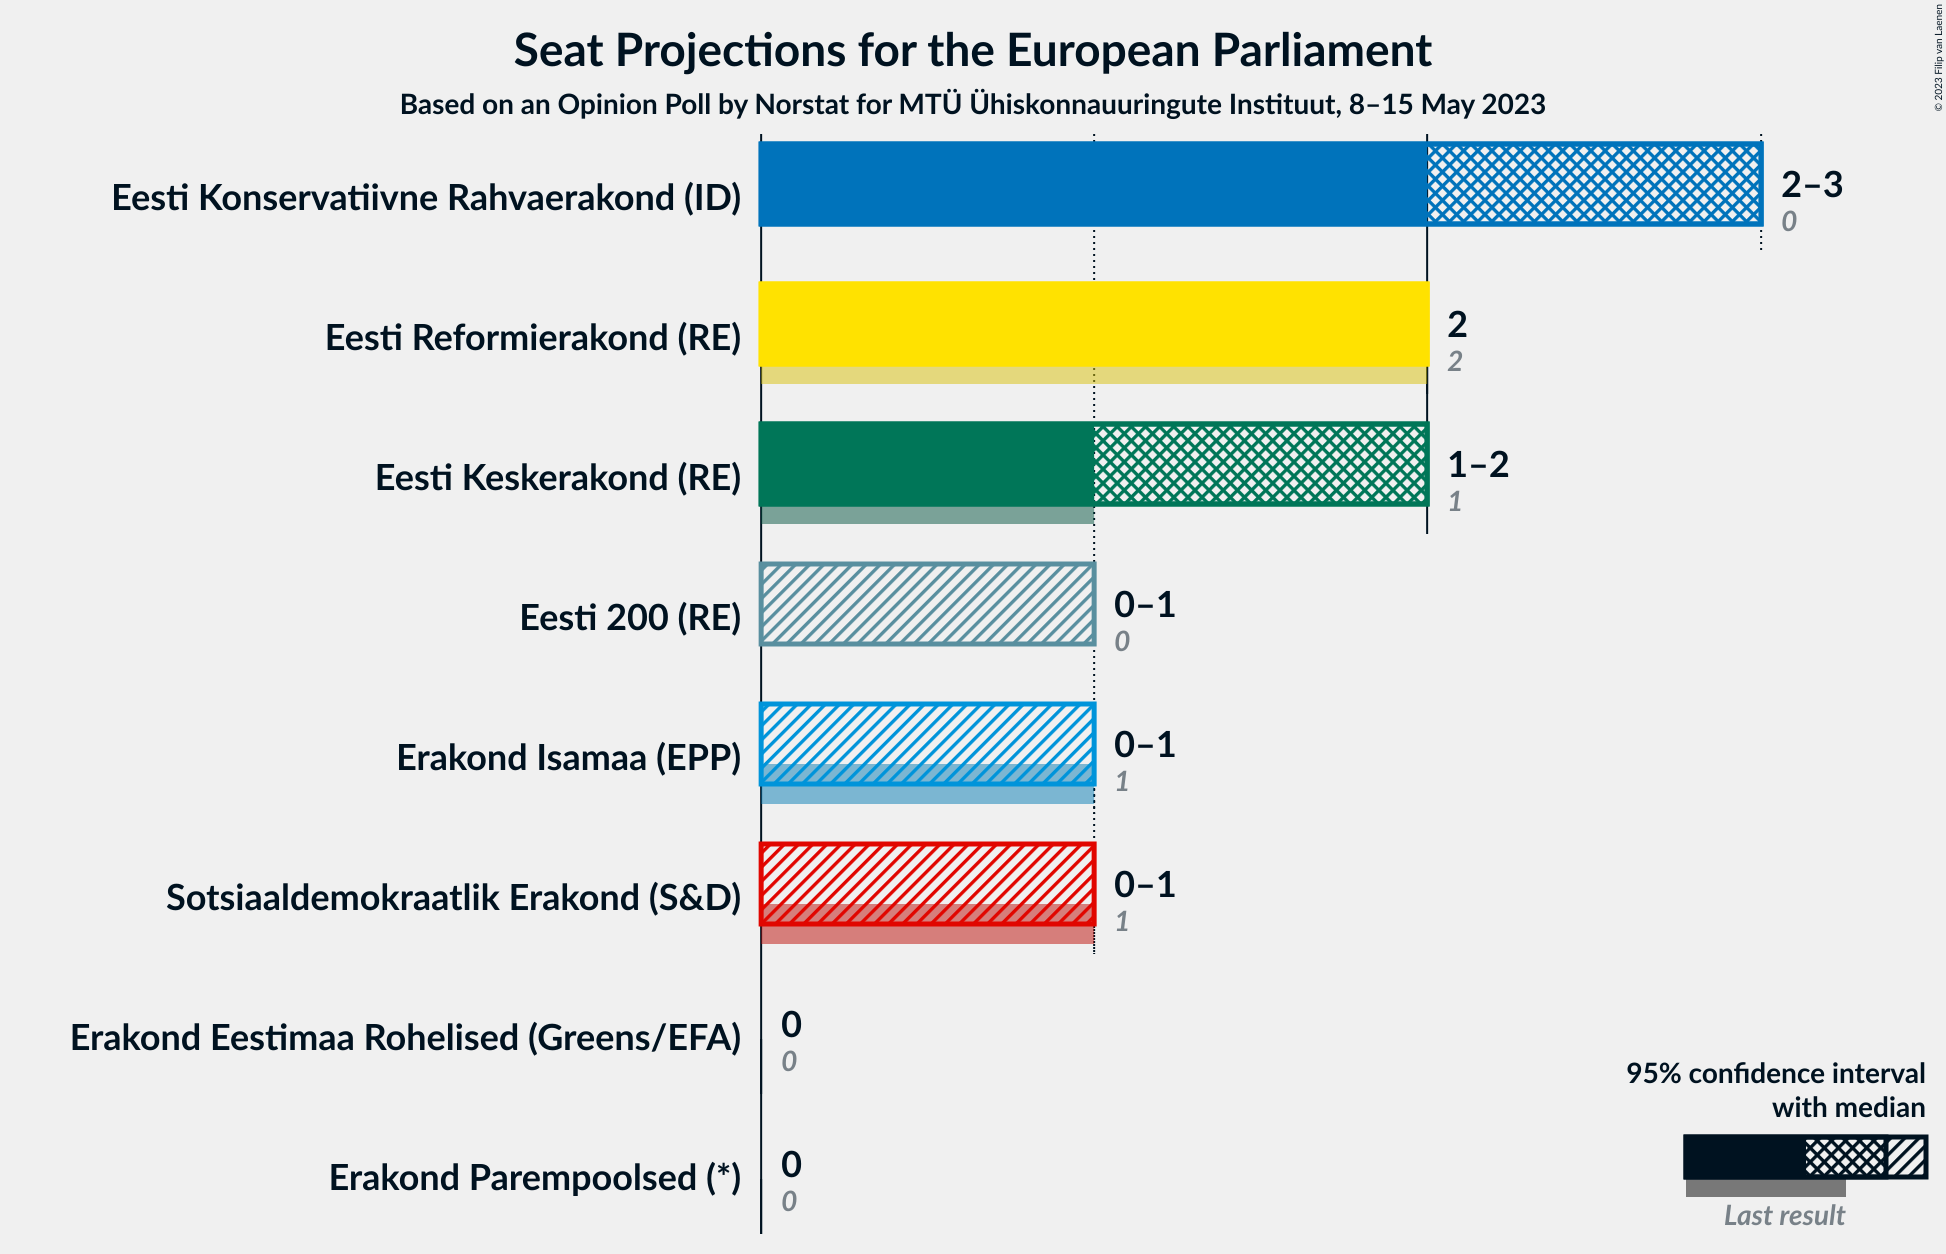 Seat Projections for the European Parliament
Based on an Opinion Poll by Norstat for MTÜ Ühiskonnauuringute Instituut, 8–15 May 2023
© 2023 Filip van Laenen
Eesti Konservatiivne Rahvaerakond (ID)
2–3
0
Eesti Reformierakond (RE)
2
2
Eesti Keskerakond (RE)
1–2
1
Eesti 200 (RE)
0–1
0
Erakond Isamaa (EPP)
0–1
1
Sotsiaaldemokraatlik Erakond (S&D)
0–1
1
Erakond Eestimaa Rohelised (Greens/EFA)
0
0
Erakond Parempoolsed (*)
0
0
95% confidence interval
with median
Last result